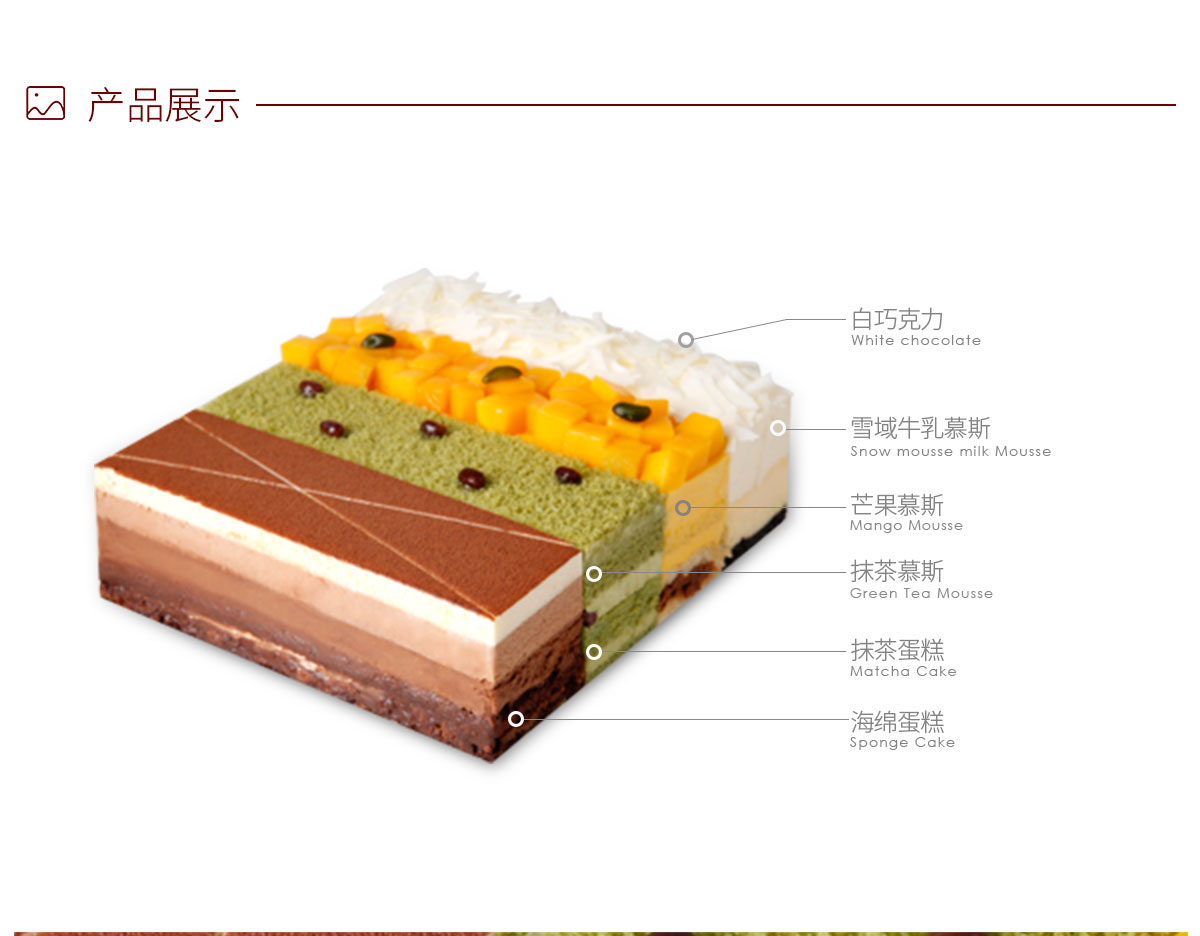 产品展示
白巧克力
White chocolate
雪域牛乳慕斯
Snow mousse milk Mousse
芒果慕斯
Mango Mousse
抹茶慕斯
Green Tea Mousse
抹茶蛋糕
Matcha Cake
海绵蛋糕
Sponge Cake